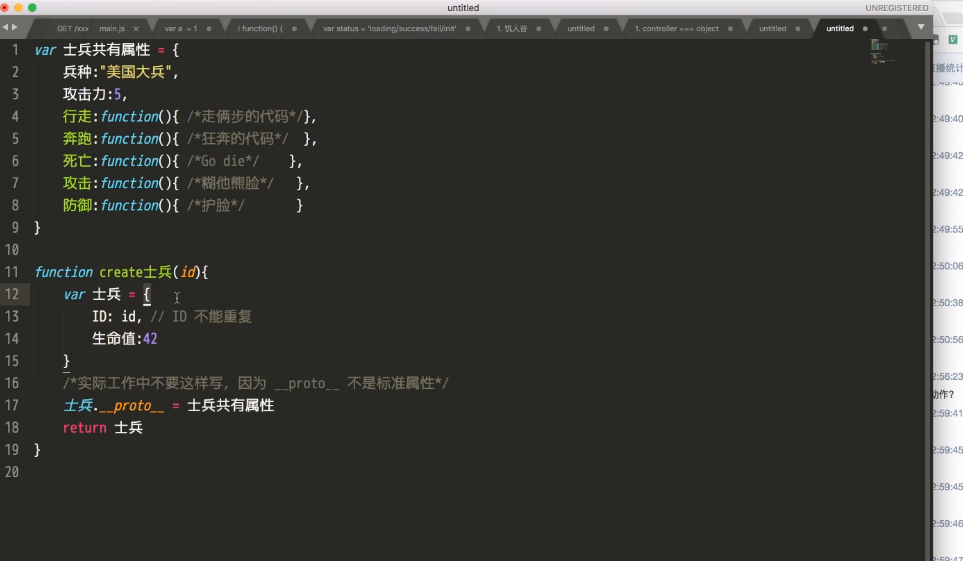 untitled
UNREGISTERED
GET /xxx main.js × var a = 1 ! function() { var status = 'loading/success/fail/init' 1. 饥人谷 untitled 1. controller === object untitled untitled
1 var 士兵共有属性 = {
2 兵种:"美国大兵",
3 攻击力:5,
4 行走:function(){ /*走俩步的代码*/},
5 奔跑:function(){ /*狂奔的代码*/ },
6 死亡:function(){ /*Go die*/ },
7 攻击:function(){ /*糊他熊脸*/ },
8 防御:function(){ /*护脸*/ }
9 }
10
11 function create士兵(id){
12 var 士兵 = {
13 ID: id, // ID 不能重复
14 生命值:42
15 }
16 /*实际工作中不要这样写，因为 __proto__ 不是标准属性*/
17 士兵.__proto__ = 士兵共有属性
18 return 士兵
19 }
20
V
播统计
2:49:40
2:49:42
2:49:42
2:49:55
2:50:06
2:50:38
2:50:56
2:56:23
动作?
2:59:41
2:59:45
2:59:45
2:59:46
2:59:47